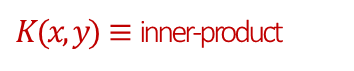 K(x, y) ≡ inner-product